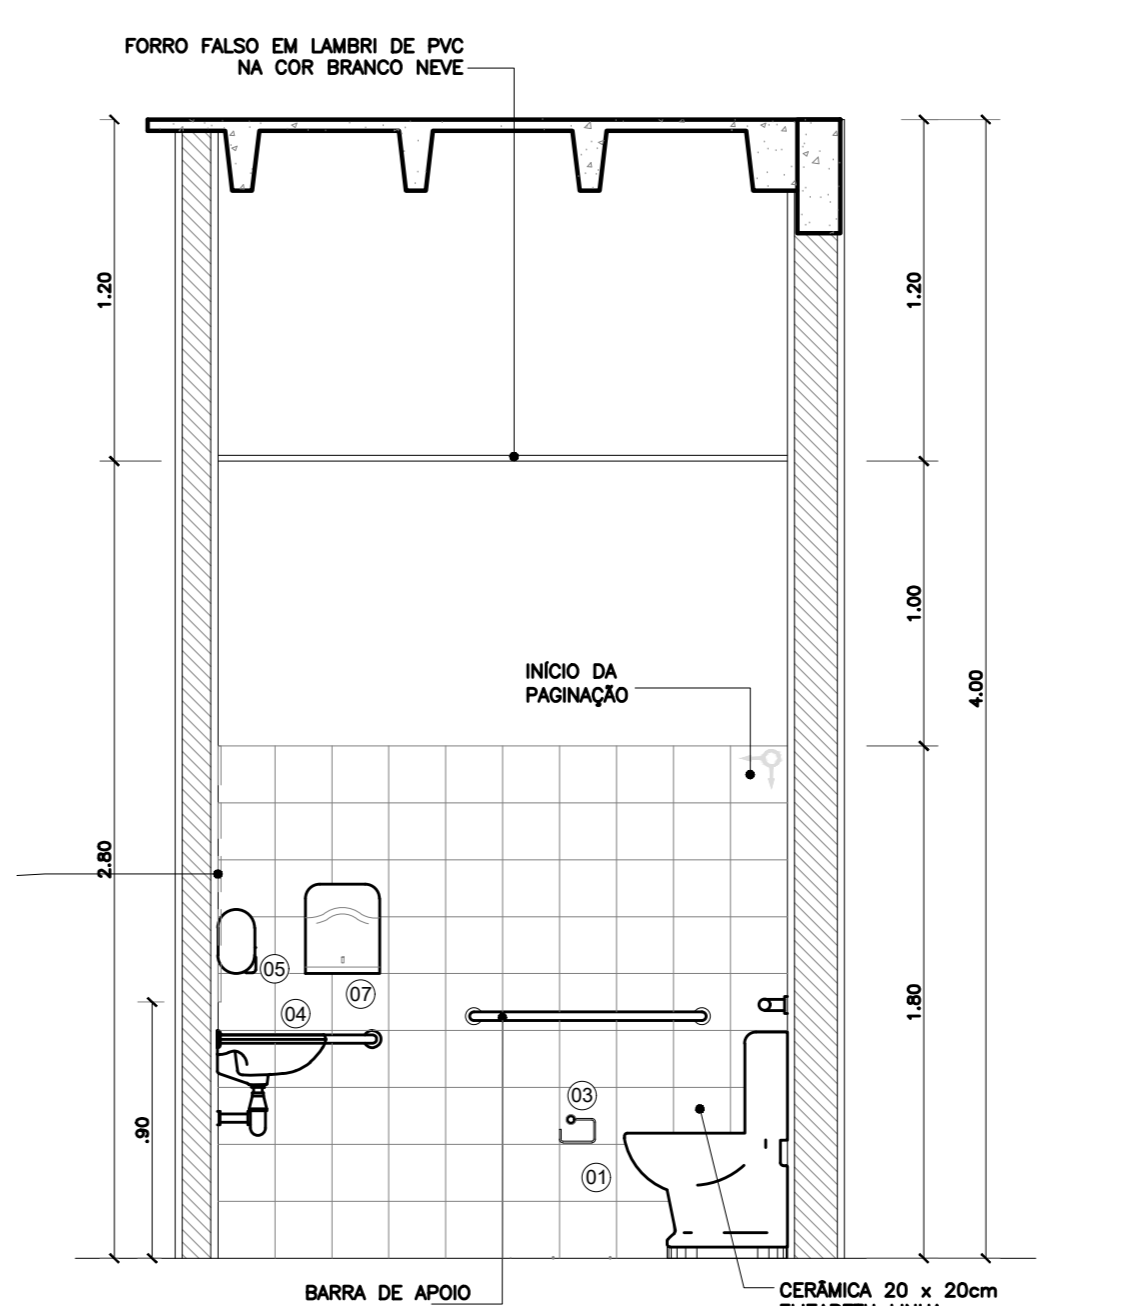 FORRO FALSO EM LAMBRI DE PVC
NA COR BRANCO NEVE
1.20
1.20
1.00
4.00
INÍCIO DA
PAGINAÇÃO
2.80
05
07
04
1.80
03
.90
01
BARRA DE APOIO
CERÂMICA 20 x 20cm